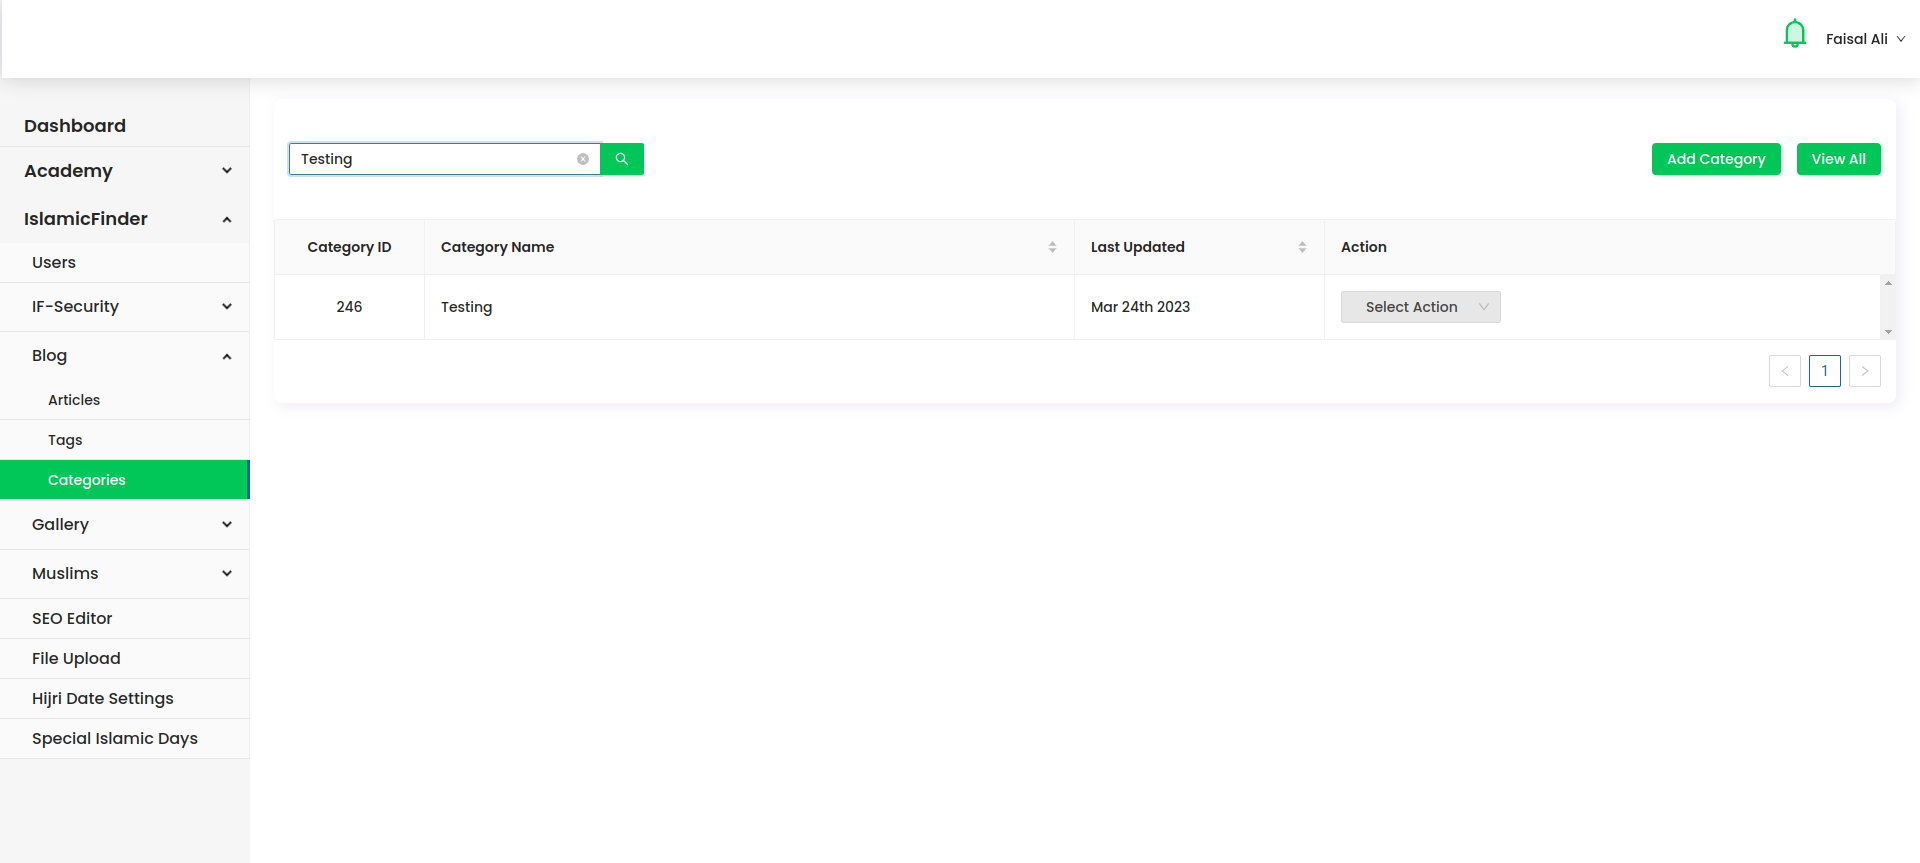 Faisal Ali
Dashboard
Academy
IslamicFinder
Users
IF-Security
Blog
Articles
Tags
Categories
Gallery
Muslims
SEO Editor
File Upload
Hijri Date Settings
Special Islamic Days
Testing
Add Category
View All
Category ID
Category Name
Last Updated
Action
246
Testing
Mar 24th 2023
Select Action
1